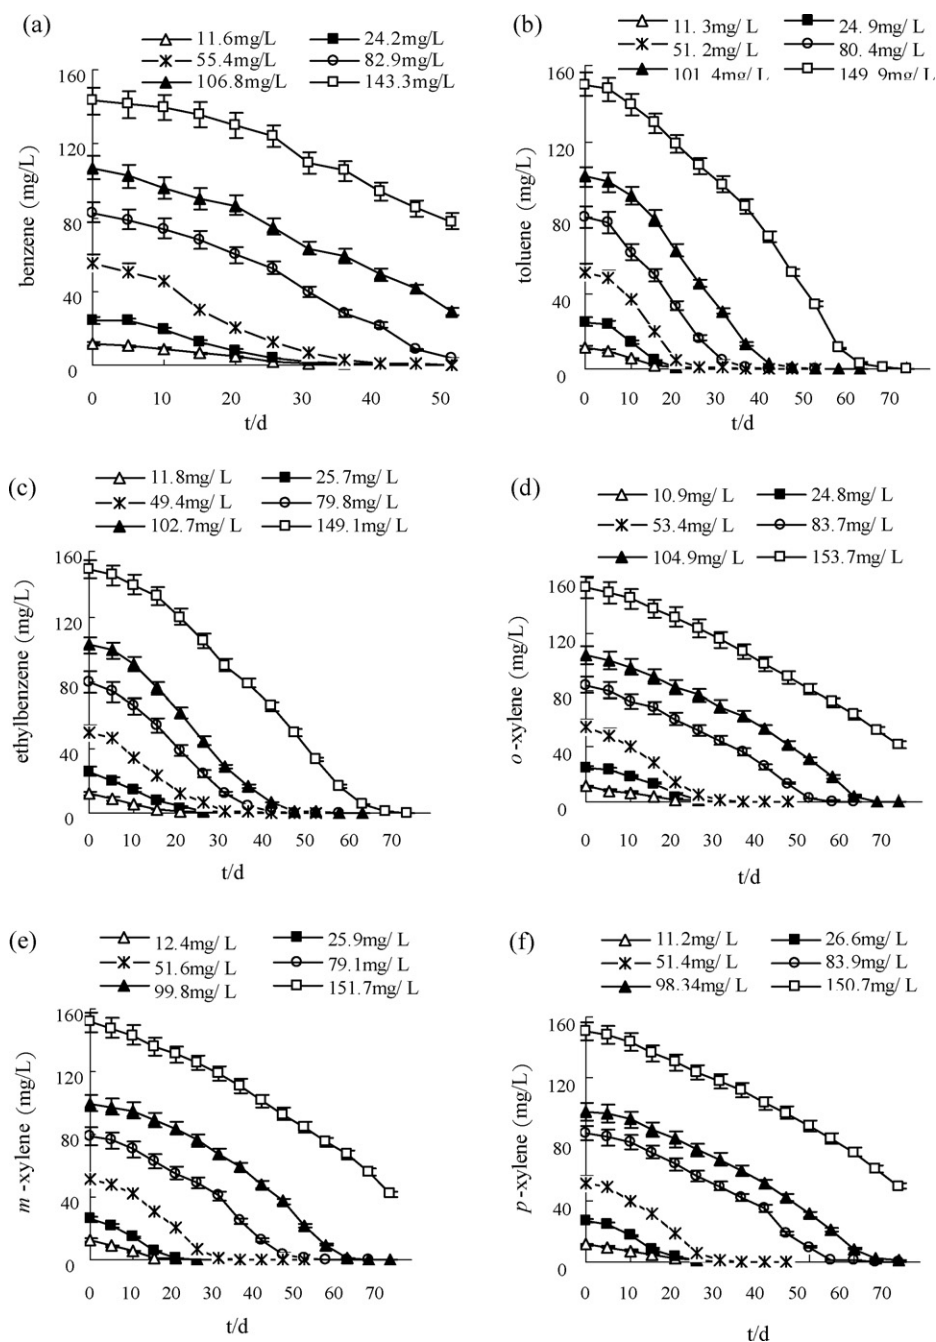 (a)
11.6mg/L 24.2mg/L
55.4mg/L 82.9mg/L
106.8mg/L 143.3mg/L
160
120
80
40
0
benzene (mg/L)
0 10 20 30 40 50
t/d
(b)
11.3mg/L 24.9mg/L
51.2mg/L 80.4mg/L
101.4mg/L 149.9mg/L
160
120
80
40
0
toluene (mg/L)
0 10 20 30 40 50 60 70
t/d
(c)
11.8mg/L 25.7mg/L
49.4mg/L 79.8mg/L
102.7mg/L 149.1mg/L
160
120
80
40
0
ethylbenzene (mg/L)
0 10 20 30 40 50 60 70
t/d
(d)
10.9mg/L 24.8mg/L
53.4mg/L 83.7mg/L
104.9mg/L 153.7mg/L
160
120
80
40
0
o-xylene (mg/L)
0 10 20 30 40 50 60 70
t/d
(e)
12.4mg/L 25.9mg/L
51.6mg/L 79.1mg/L
99.8mg/L 151.7mg/L
160
120
80
40
0
m-xylene (mg/L)
0 10 20 30 40 50 60 70
t/d
(f)
11.2mg/L 26.6mg/L
51.4mg/L 83.9mg/L
98.34mg/L 150.7mg/L
160
120
80
40
0
p-xylene (mg/L)
0 10 20 30 40 50 60 70
t/d